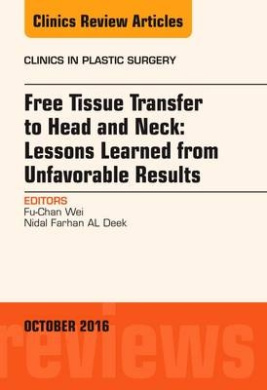 Clinics Review Articles
CLINICS IN PLASTIC SURGERY
Free Tissue Transfer
to Head and Neck:
Lessons Learned from
Unfavorable Results
EDITORS
Fu-Chan Wei
Nidal Farhan AL Deek
OCTOBER 2016
reviews